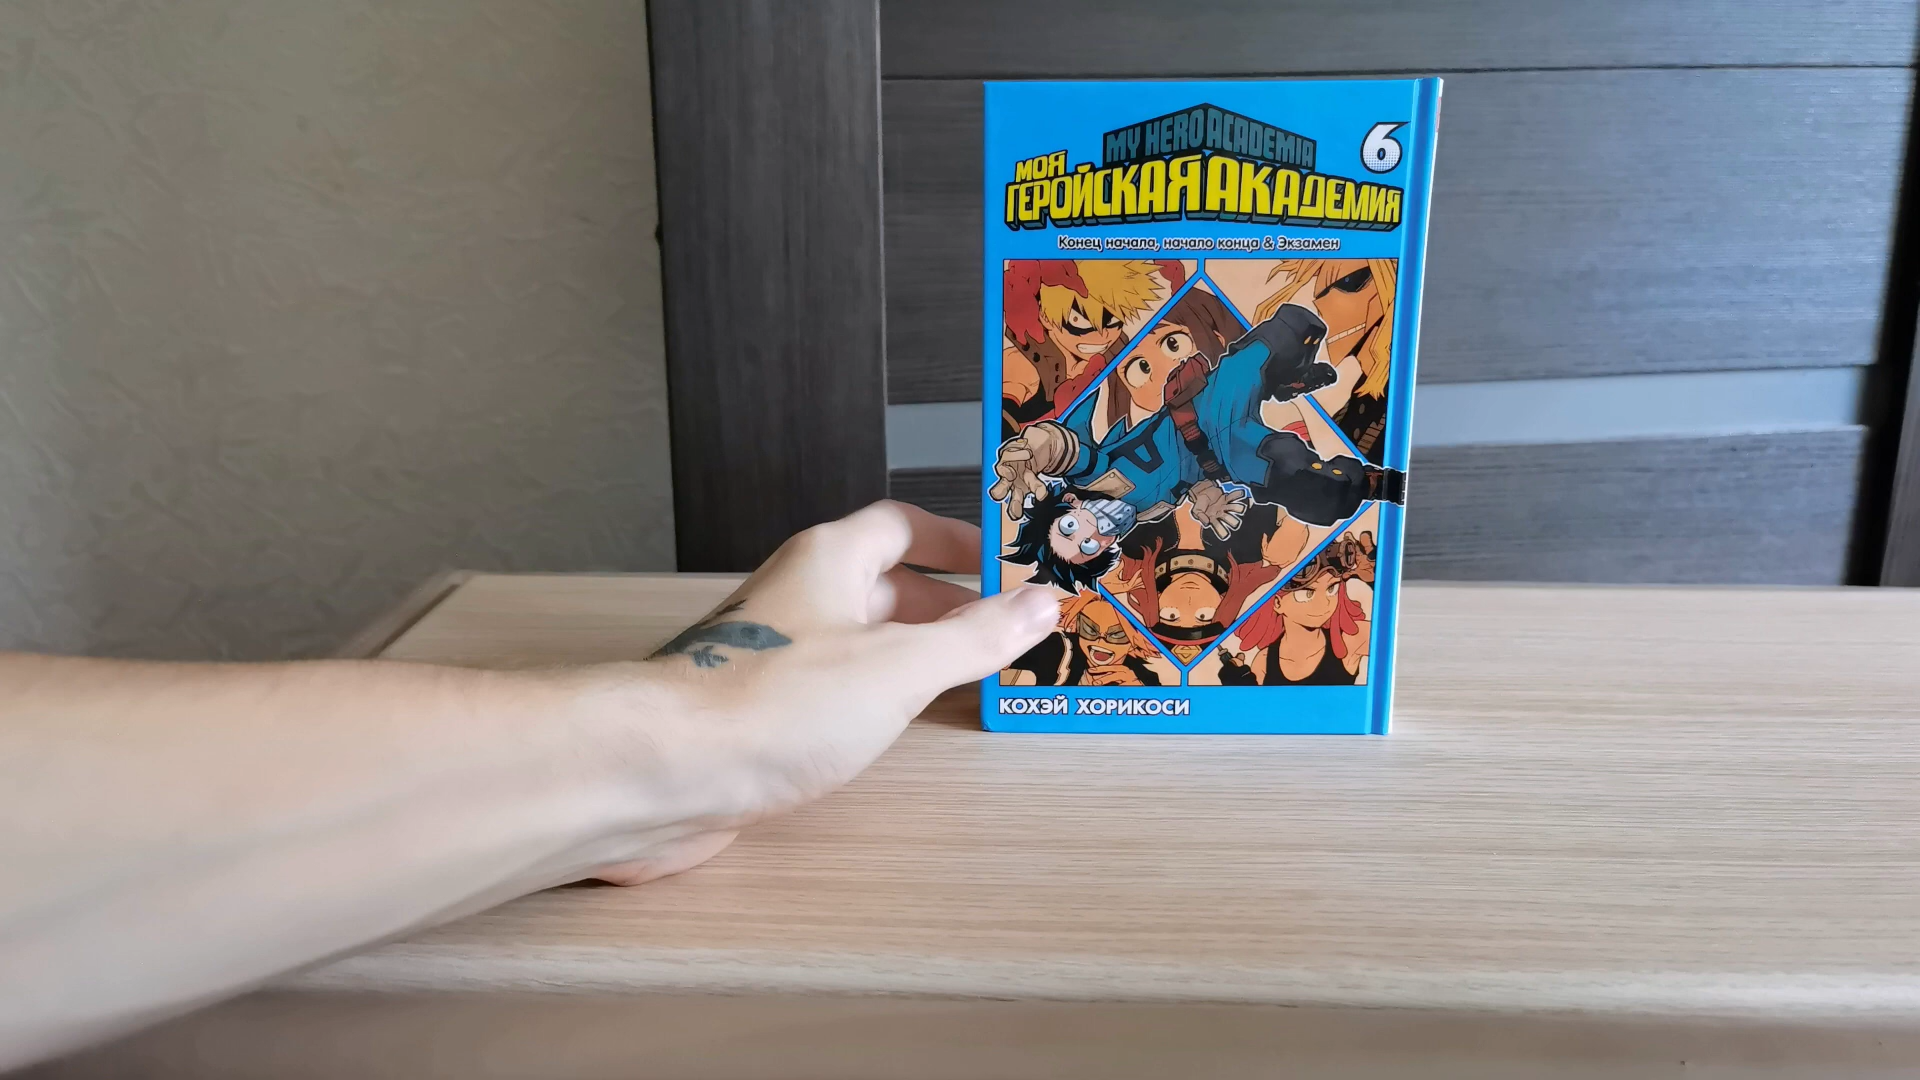 MY HERO ACADEMIA
6
МОЯ
ГЕРОЙСКАЯ АКАДЕМИЯ
Конец начала, начало конца & Экзамен
КОХЭЙ ХОРИКОСИ